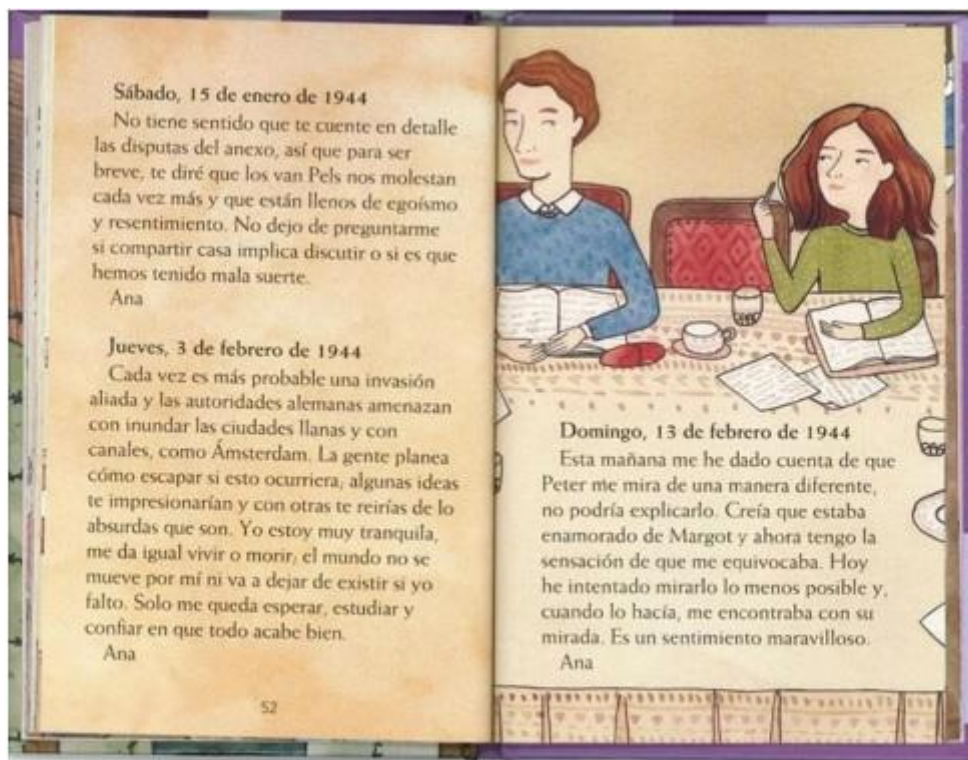 Sábado, 15 de enero de 1944
No tiene sentido que te cuente en detalle
las disputas del anexo, así que para ser
breve, te diré que los van Pels nos molestan
cada vez más y que están llenos de egoísmo
y resentimiento. No dejo de preguntarme
si compartir casa implica discutir o si es que
hemos tenido mala suerte.
Ana
Jueves, 3 de febrero de 1944
Cada vez es más probable una invasión
aliada y las autoridades alemanas amenazan
con inundar las ciudades llanas y con
canales, como Ámsterdam. La gente planea
cómo escapar si esto ocurriera, algunas ideas
te impresionarían y con otras te reirías de lo
absurdas que son. Yo estoy muy tranquila,
me da igual vivir o morir, el mundo no se
mueve por mí ni va a dejar de existir si yo
falto. Solo me queda esperar, estudiar y
confiar en que todo acabe bien.
Ana
52
Domingo, 13 de febrero de 1944
Esta mañana me he dado cuenta de que
Peter me mira de una manera diferente,
no podría explicarlo. Creía que estaba
enamorado de Margot y ahora tengo la
sensación de que me equivocaba. Hoy
he intentado mirarlo lo menos posible y,
cuando lo hacía, me encontraba con su
mirada. Es un sentimiento maravilloso.
Ana